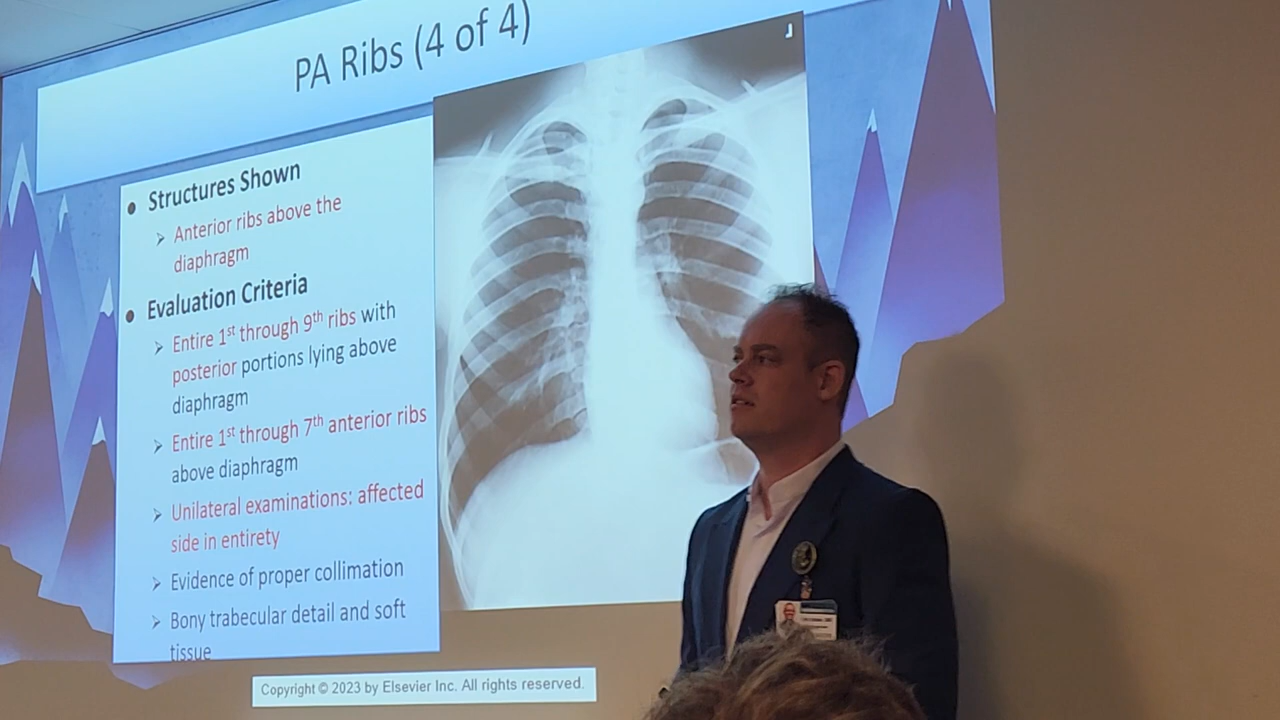 PA Ribs (4 of 4)
• Structures Shown
➢ Anterior ribs above the
diaphragm
• Evaluation Criteria
➢ Entire 1st through 9th ribs with
posterior portions lying above
diaphragm
➢ Entire 1st through 7th anterior ribs
above diaphragm
➢ Unilateral examinations: affected
side in entirety
➢ Evidence of proper collimation
➢ Bony trabecular detail and soft
tissue
Copyright © 2023 by Elsevier Inc. All rights reserved.